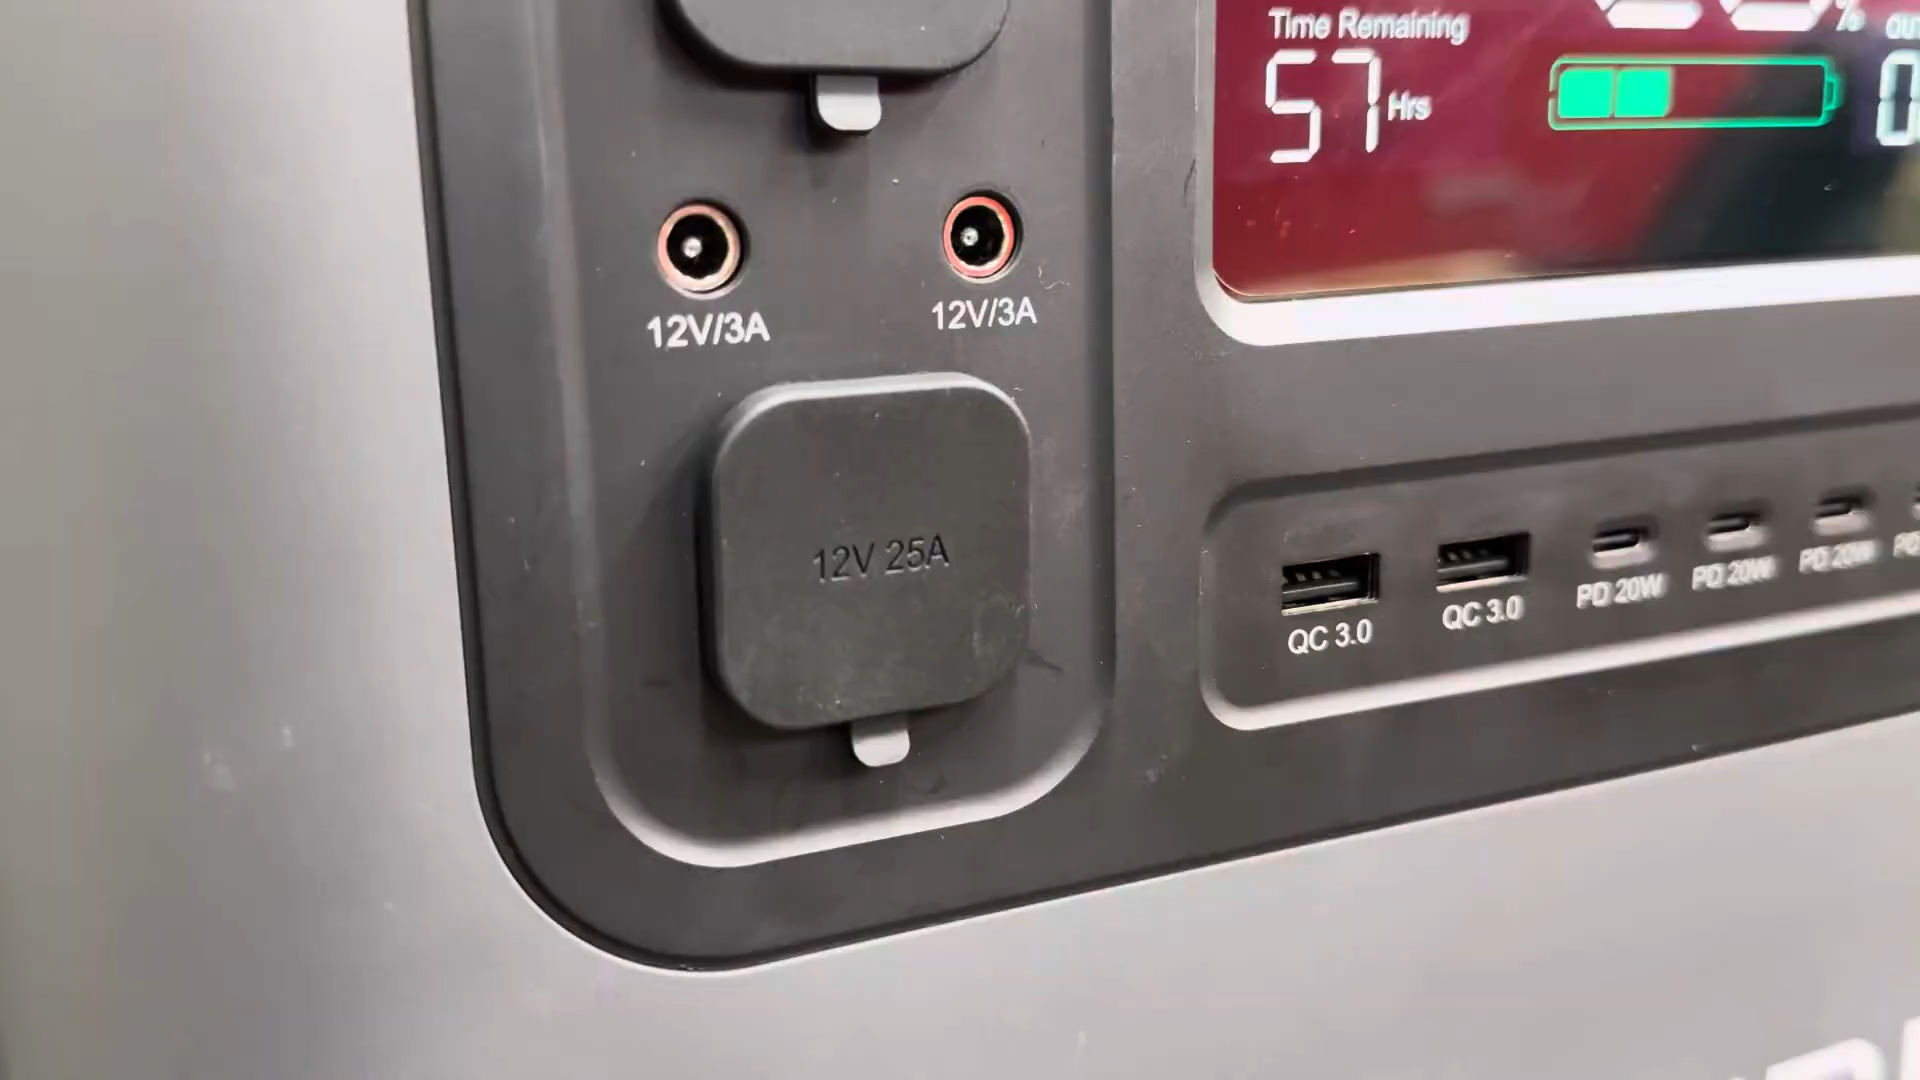 Time Remaining
57 Hrs
%
12V/3A
12V/3A
12V 25A
QC 3.0
QC 3.0
PD 20W
PD 20W
PD 20W